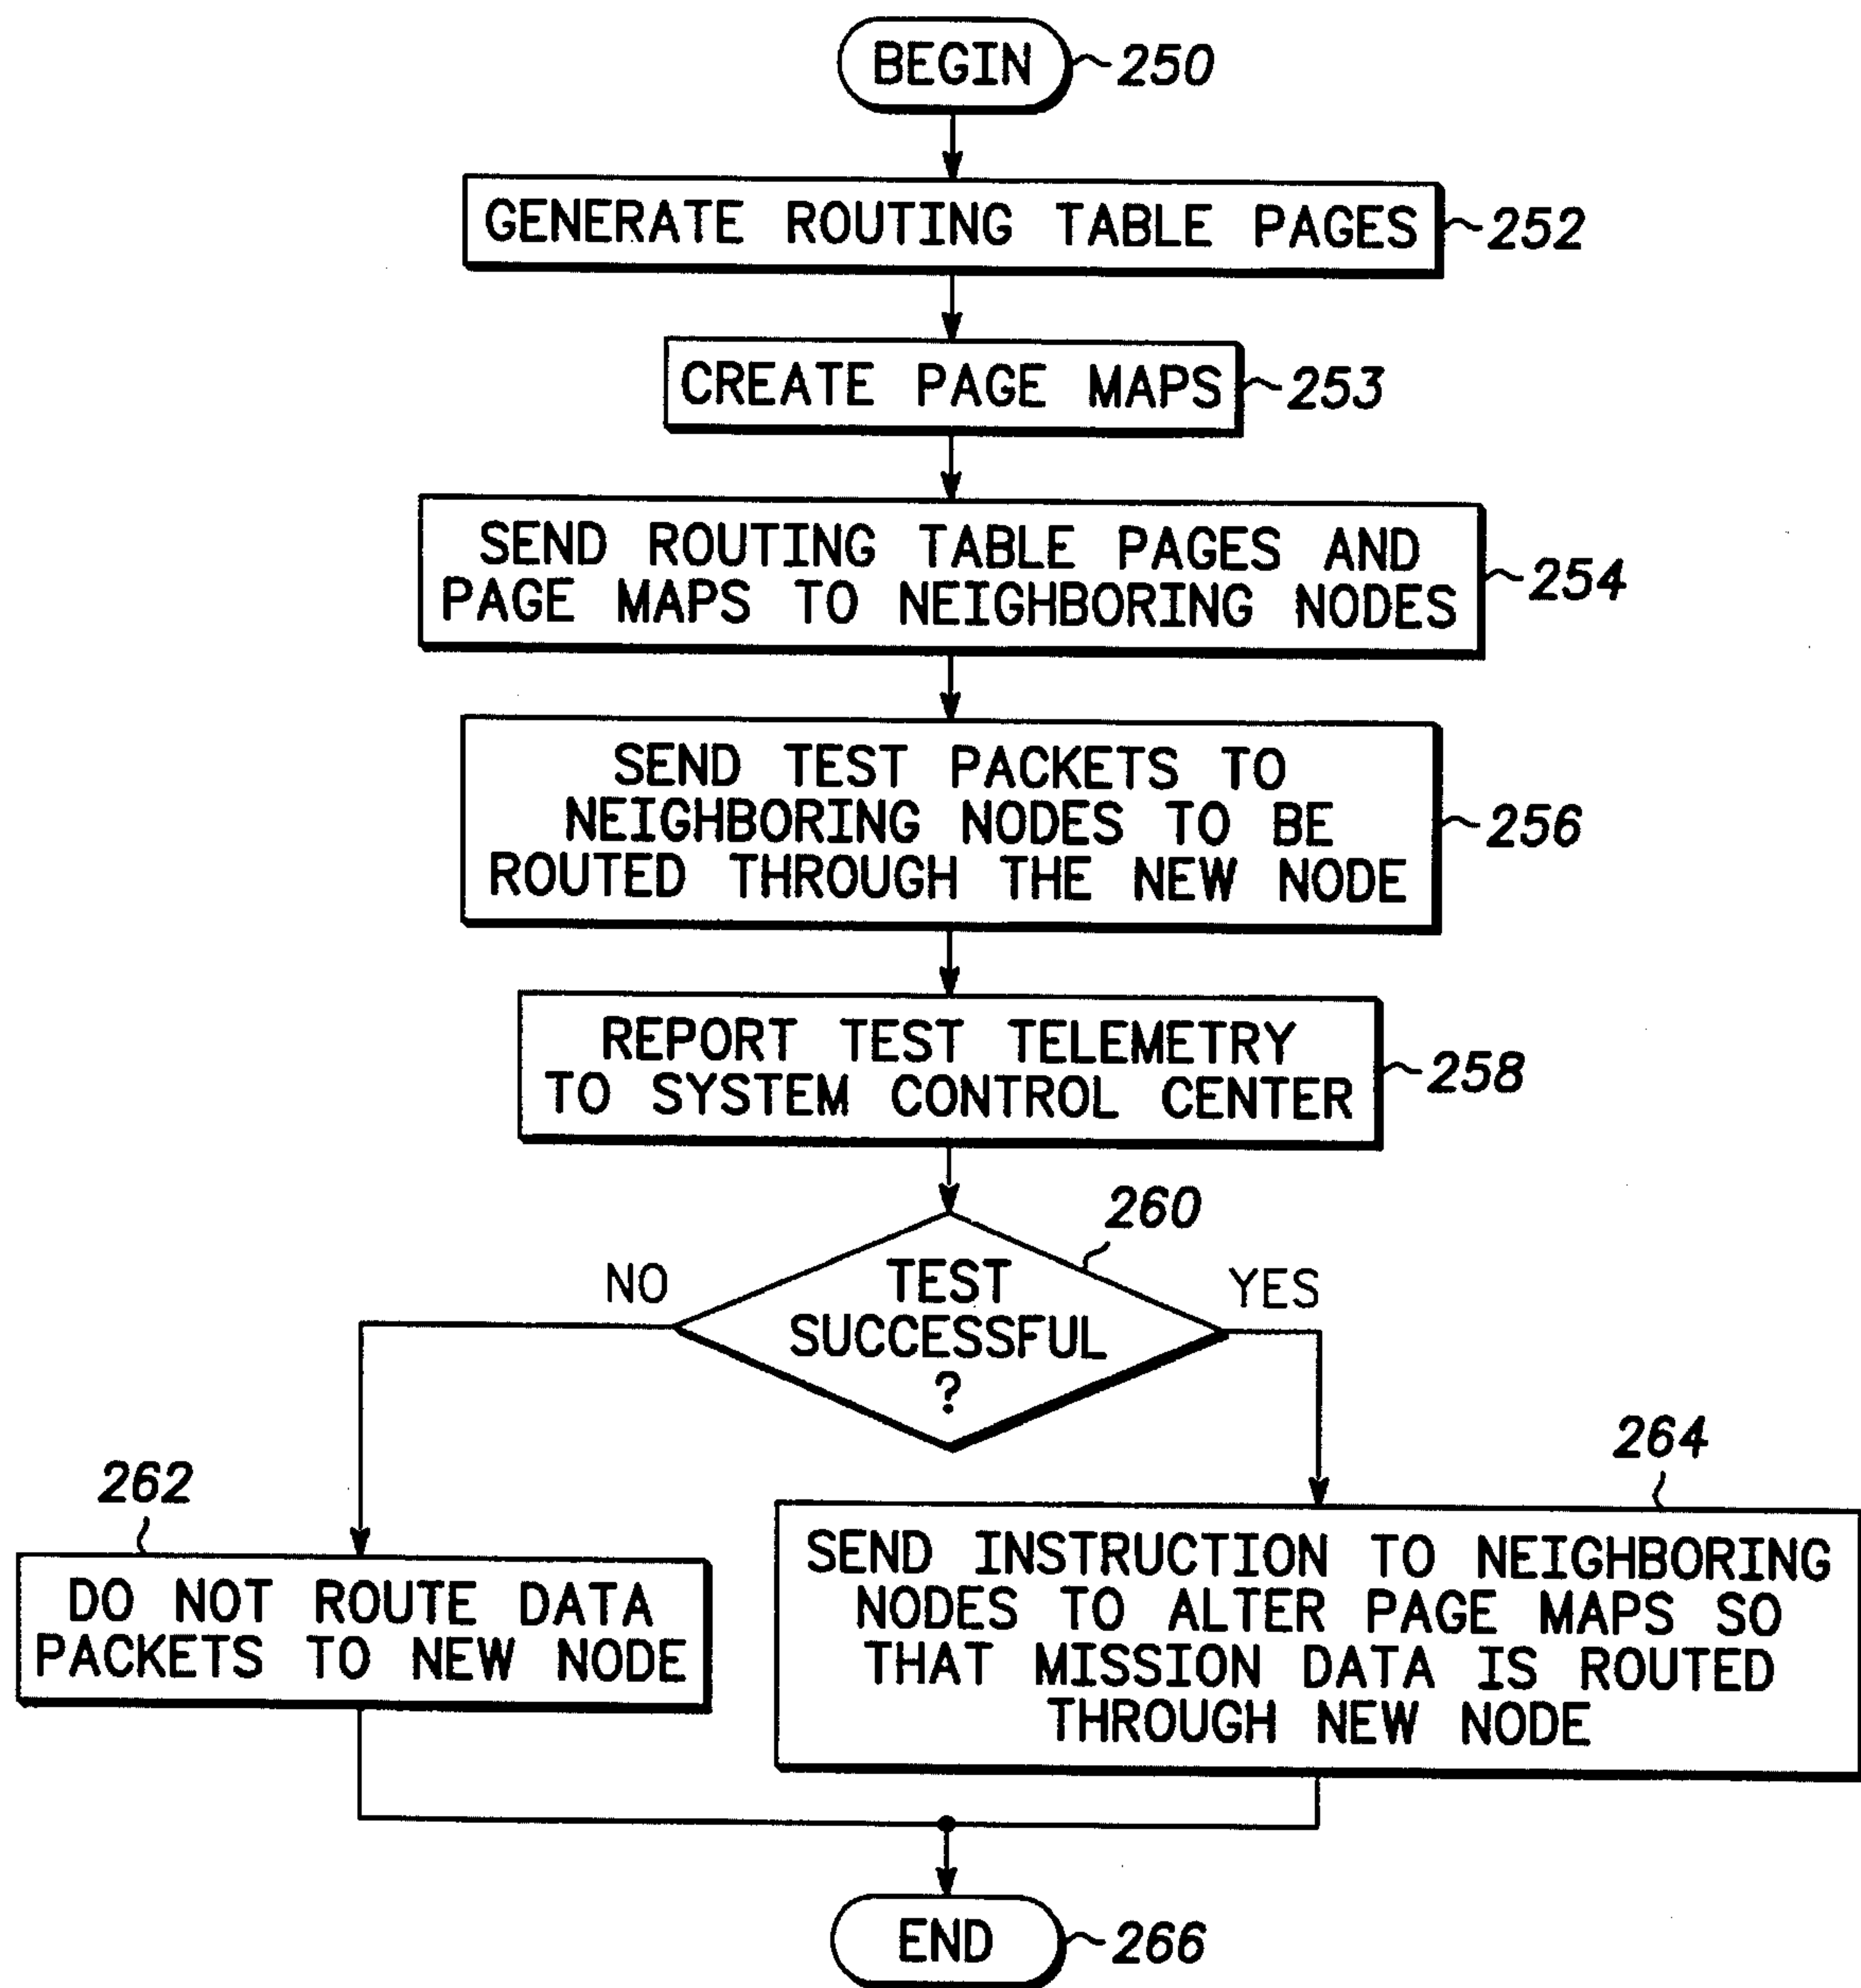 BEGIN 250
GENERATE ROUTING TABLE PAGES 252
CREATE PAGE MAPS 253
SEND ROUTING TABLE PAGES AND
PAGE MAPS TO NEIGHBORING NODES
254
SEND TEST PACKETS TO
NEIGHBORING NODES TO BE
ROUTED THROUGH THE NEW NODE
256
REPORT TEST TELEMETRY
TO SYSTEM CONTROL CENTER
258
260
NO
TEST
SUCCESSFUL
?
YES
262
DO NOT ROUTE DATA
PACKETS TO NEW NODE
264
SEND INSTRUCTION TO NEIGHBORING
NODES TO ALTER PAGE MAPS SO
THAT MISSION DATA IS ROUTED
THROUGH NEW NODE
END 266